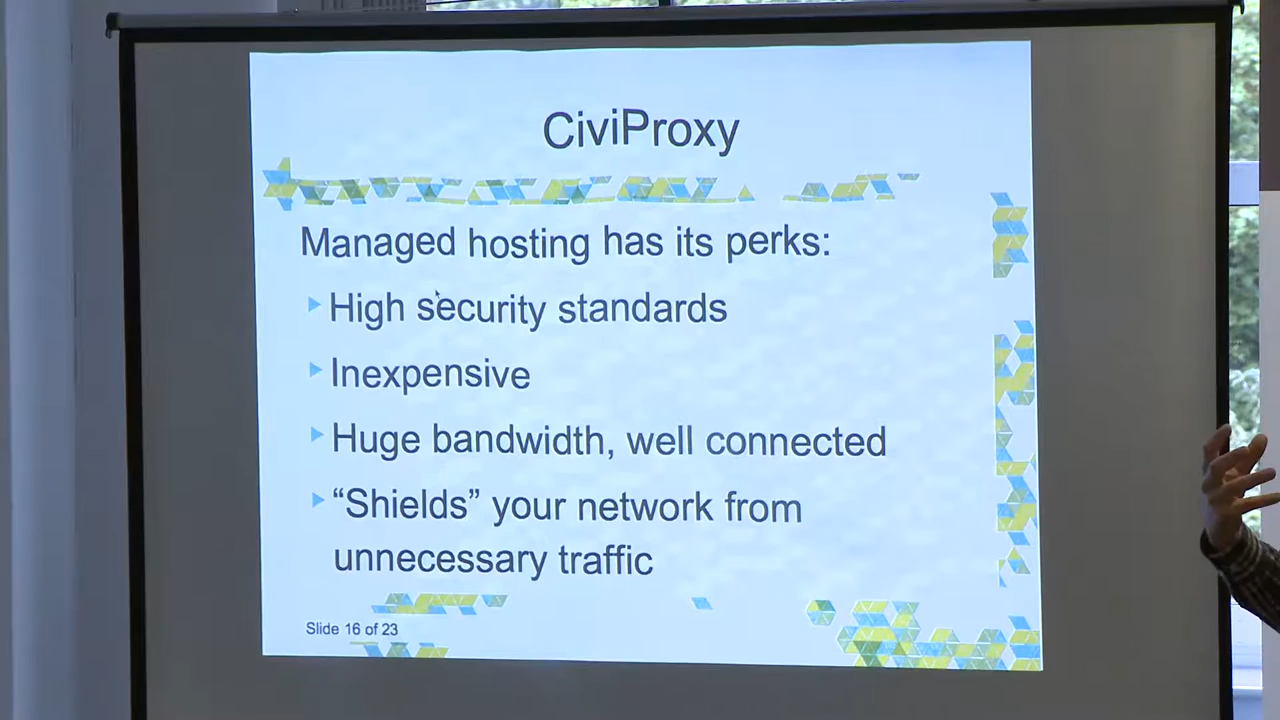 CiviProxy
Managed hosting has its perks:
High security standards
Inexpensive
Huge bandwidth, well connected
“Shields” your network from
unnecessary traffic
Slide 16 of 23